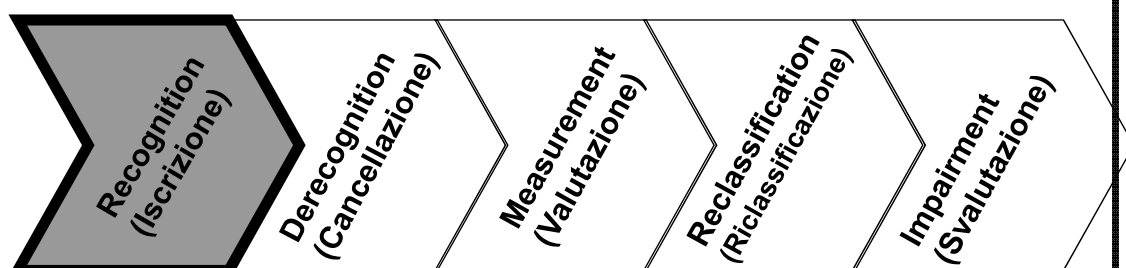 Recognition
(Iscrizione)
Derecognition
(Cancellazione)
Measurement
(Valutazione)
Reclassification
(Riclassificazione)
Impairment
(Svalutazione)